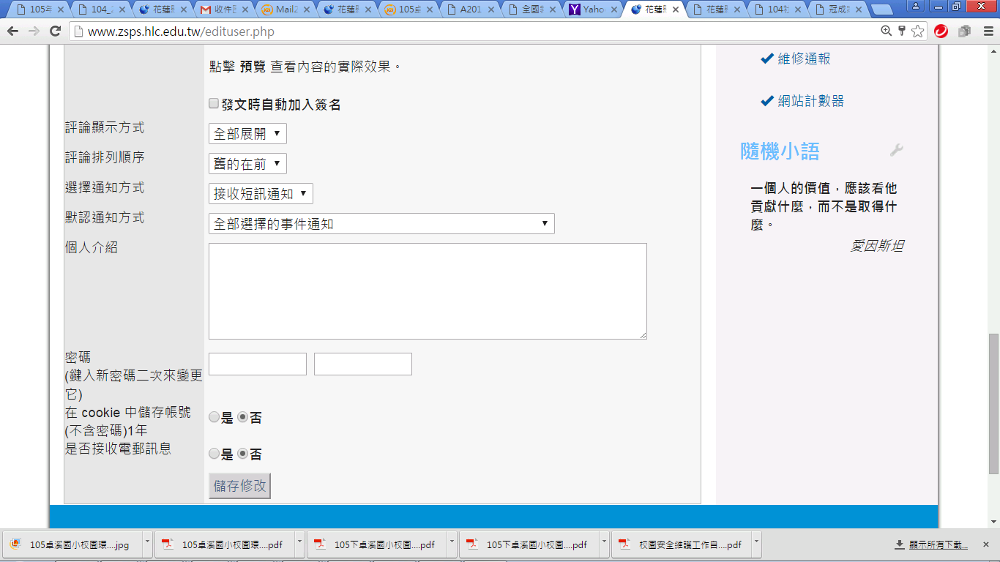 105年
104_2
花蓮縣
收件匣
Mail2
花蓮縣
105卓
A201
全國
Yaho
花蓮縣
花蓮縣
104社
冠成
www.zsps.hlc.edu.tw/edituser.php
點擊 預覽 查看內容的實際效果。
發文時自動加入簽名
評論顯示方式
全部展開
評論排列順序
舊的在前
選擇通知方式
接收短訊通知
默認通知方式
全部選擇的事件通知
個人介紹
密碼
(鍵入新密碼二次來變更
它)
在 cookie 中儲存帳號
(不含密碼)1年
是 否
是否接收電郵訊息
是 否
儲存修改
維修通報
網站計數器
隨機小語
一個人的價值，應該看他
貢獻什麼，而不是取得什
麼。
愛因斯坦
105卓溪國小校園環....jpg
105卓溪國小校園環....pdf
105下卓溪國小校園....pdf
105下卓溪國小校園....pdf
校園安全維護工作自....pdf
顯示所有下載...